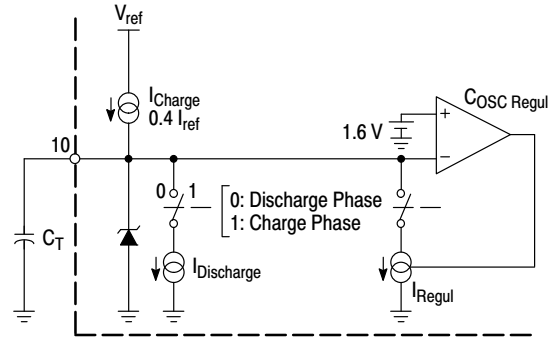 Vref
ICharge
0.4 Iref
COSC Regul
1.6 V
+
−
10
0 1
0: Discharge Phase
1: Charge Phase
CT
IDischarge
IRegul